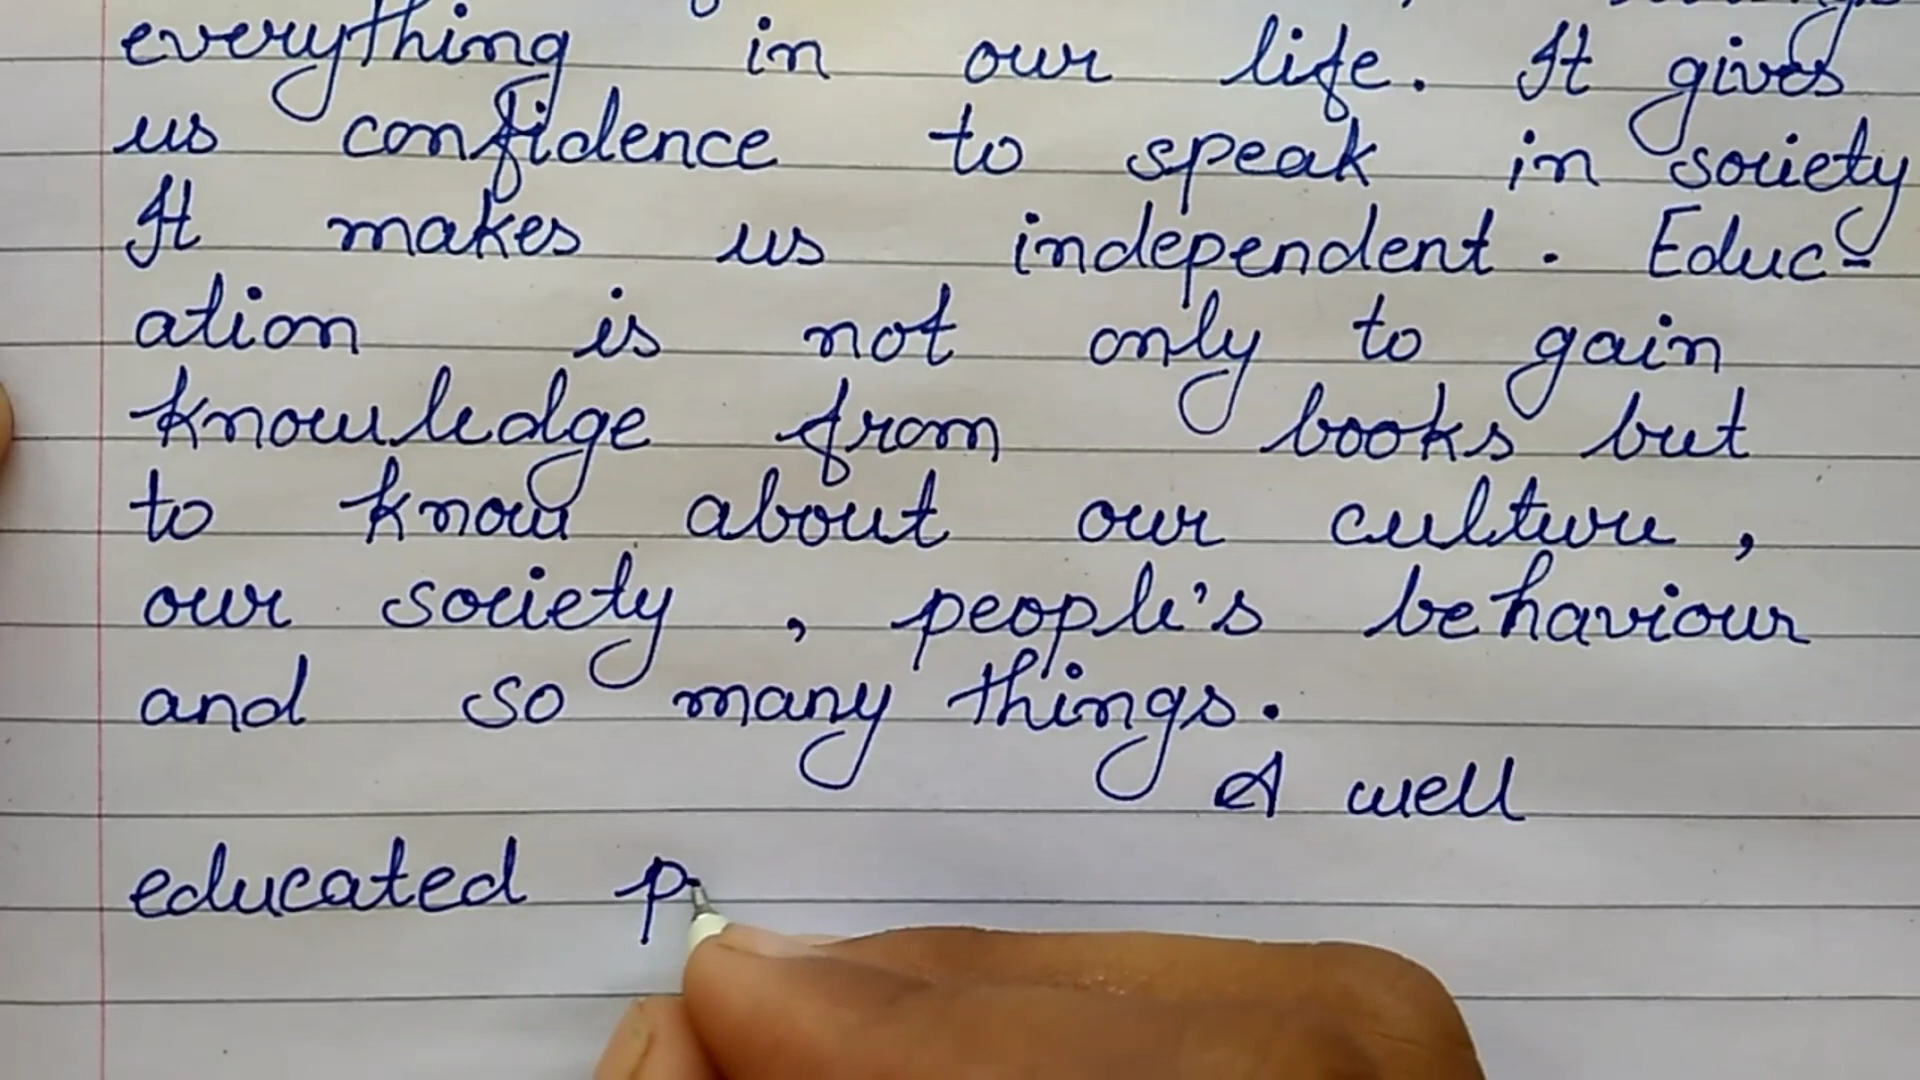 everything in our life. It gives
us confidence to speak in society
It makes us independent. Educ-
ation is not only to gain
knowledge from books but
to know about our culture,
our society, people's behaviour
and so many things.
A well
educated p